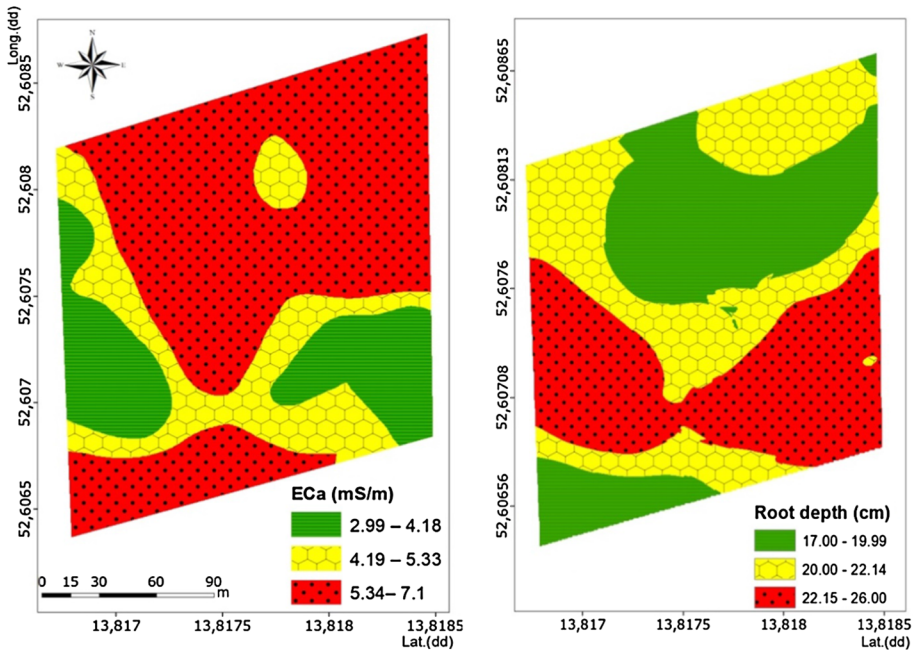 Long.(dd)
N
W E
S
52,6085
52,608
52,6075
52,607
52,6065
ECa (mS/m)
2.99 – 4.18
4.19 – 5.33
5.34– 7.1
0 15 30 60 90
m
13,817 13,8175 13,818 13,8185
Lat.(dd)
52,60865
52,60813
52,6076
52,60708
52,60656
Root depth (cm)
17.00 - 19.99
20.00 - 22.14
22.15 - 26.00
13,817 13,8175 13,818 13,8185
Lat.(dd)